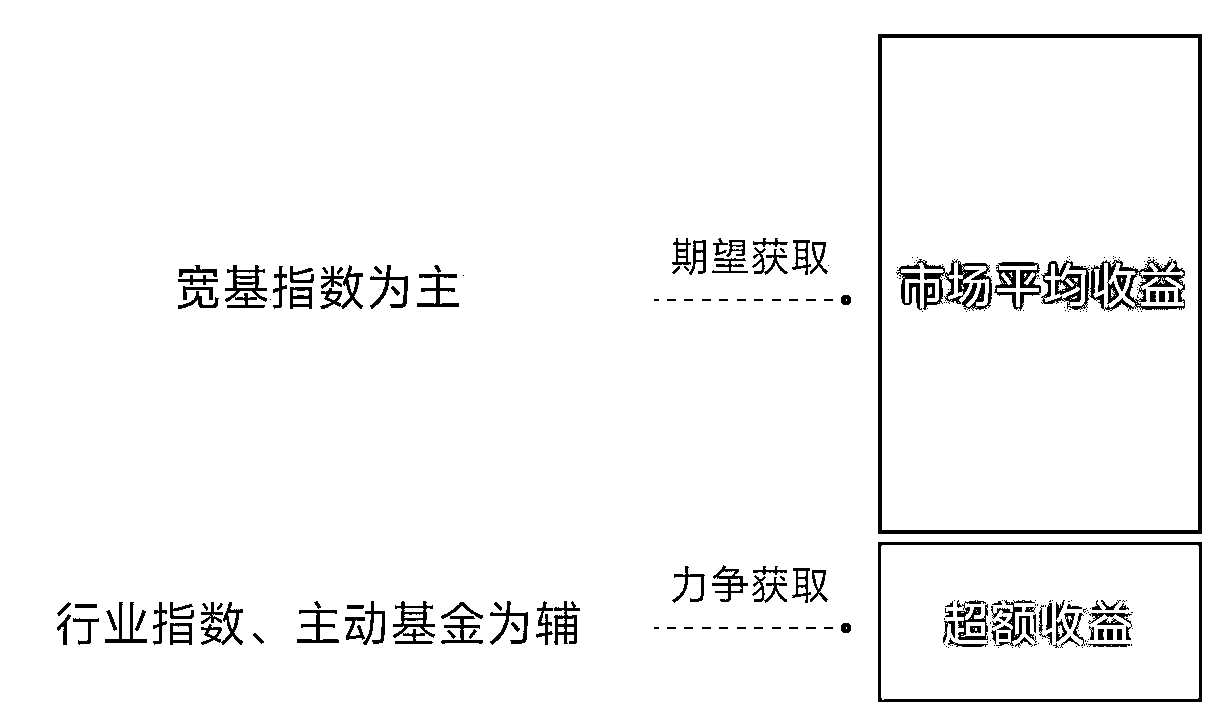 期望获取
宽基指数为主
市场平均收益
力争获取
行业指数、主动基金为辅
超额收益